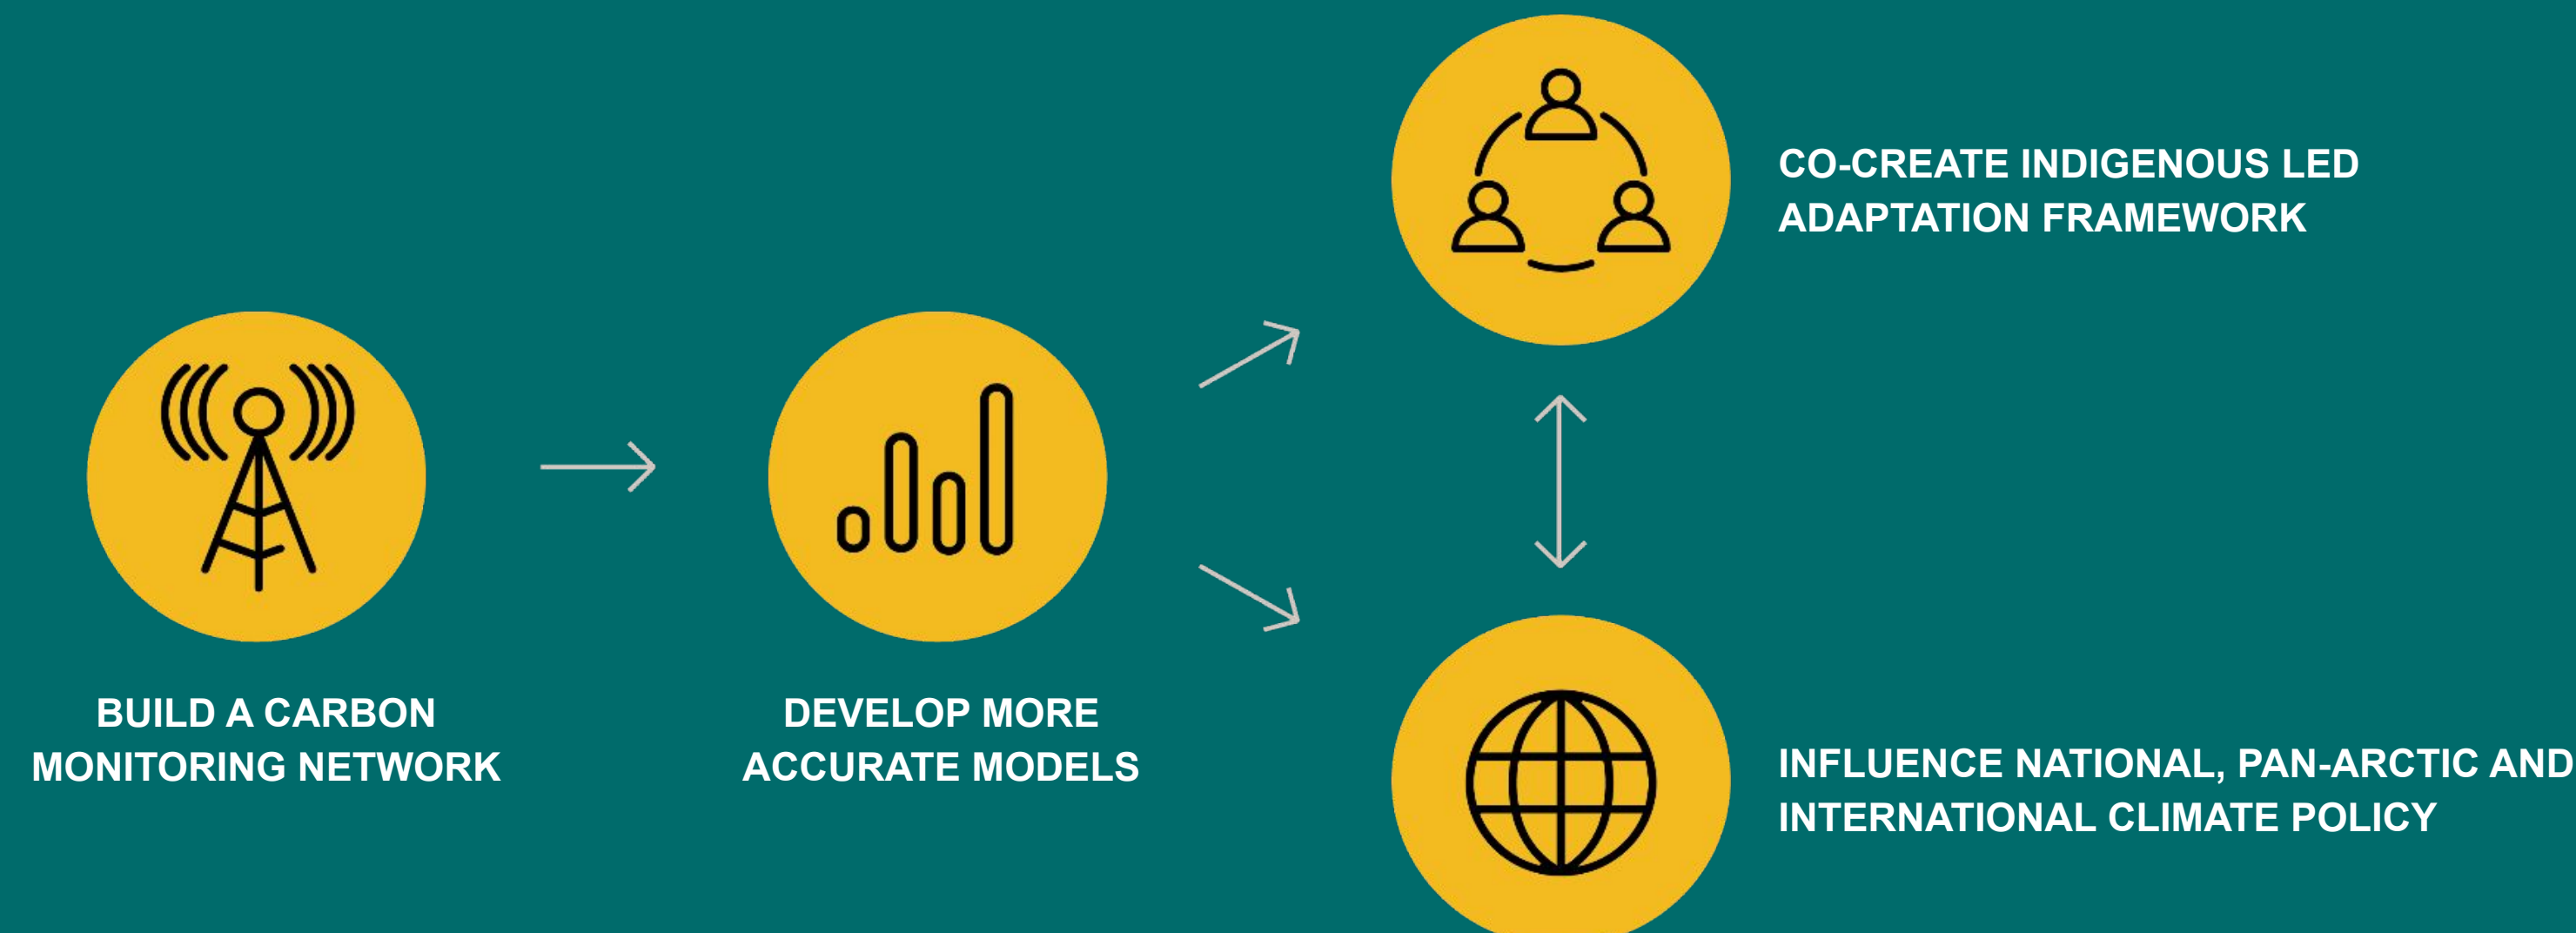 BUILD A CARBON
MONITORING NETWORK
DEVELOP MORE
ACCURATE MODELS
CO-CREATE INDIGENOUS LED
ADAPTATION FRAMEWORK
INFLUENCE NATIONAL, PAN-ARCTIC AND
INTERNATIONAL CLIMATE POLICY